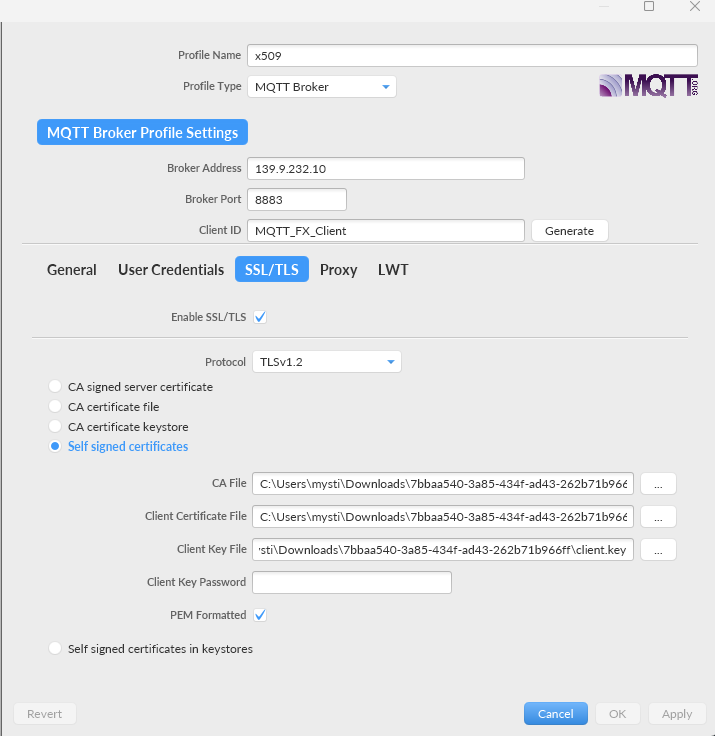 Profile Name x509
Profile Type MQTT Broker
MQTT.ORG
MQTT Broker Profile Settings
Broker Address 139.9.232.10
Broker Port 8883
Client ID MQTT_FX_Client Generate
General User Credentials SSL/TLS Proxy LWT
Enable SSL/TLS
Protocol TLSv1.2
CA signed server certificate
CA certificate file
CA certificate keystore
Self signed certificates
CA File C:\Users\mysti\Downloads\7bbaa540-3a85-434f-ad43-262b71b966 ...
Client Certificate File C:\Users\mysti\Downloads\7bbaa540-3a85-434f-ad43-262b71b966 ...
Client Key File sti\Downloads\7bbaa540-3a85-434f-ad43-262b71b966ff\client.key ...
Client Key Password
PEM Formatted
Self signed certificates in keystores
Revert Cancel OK Apply